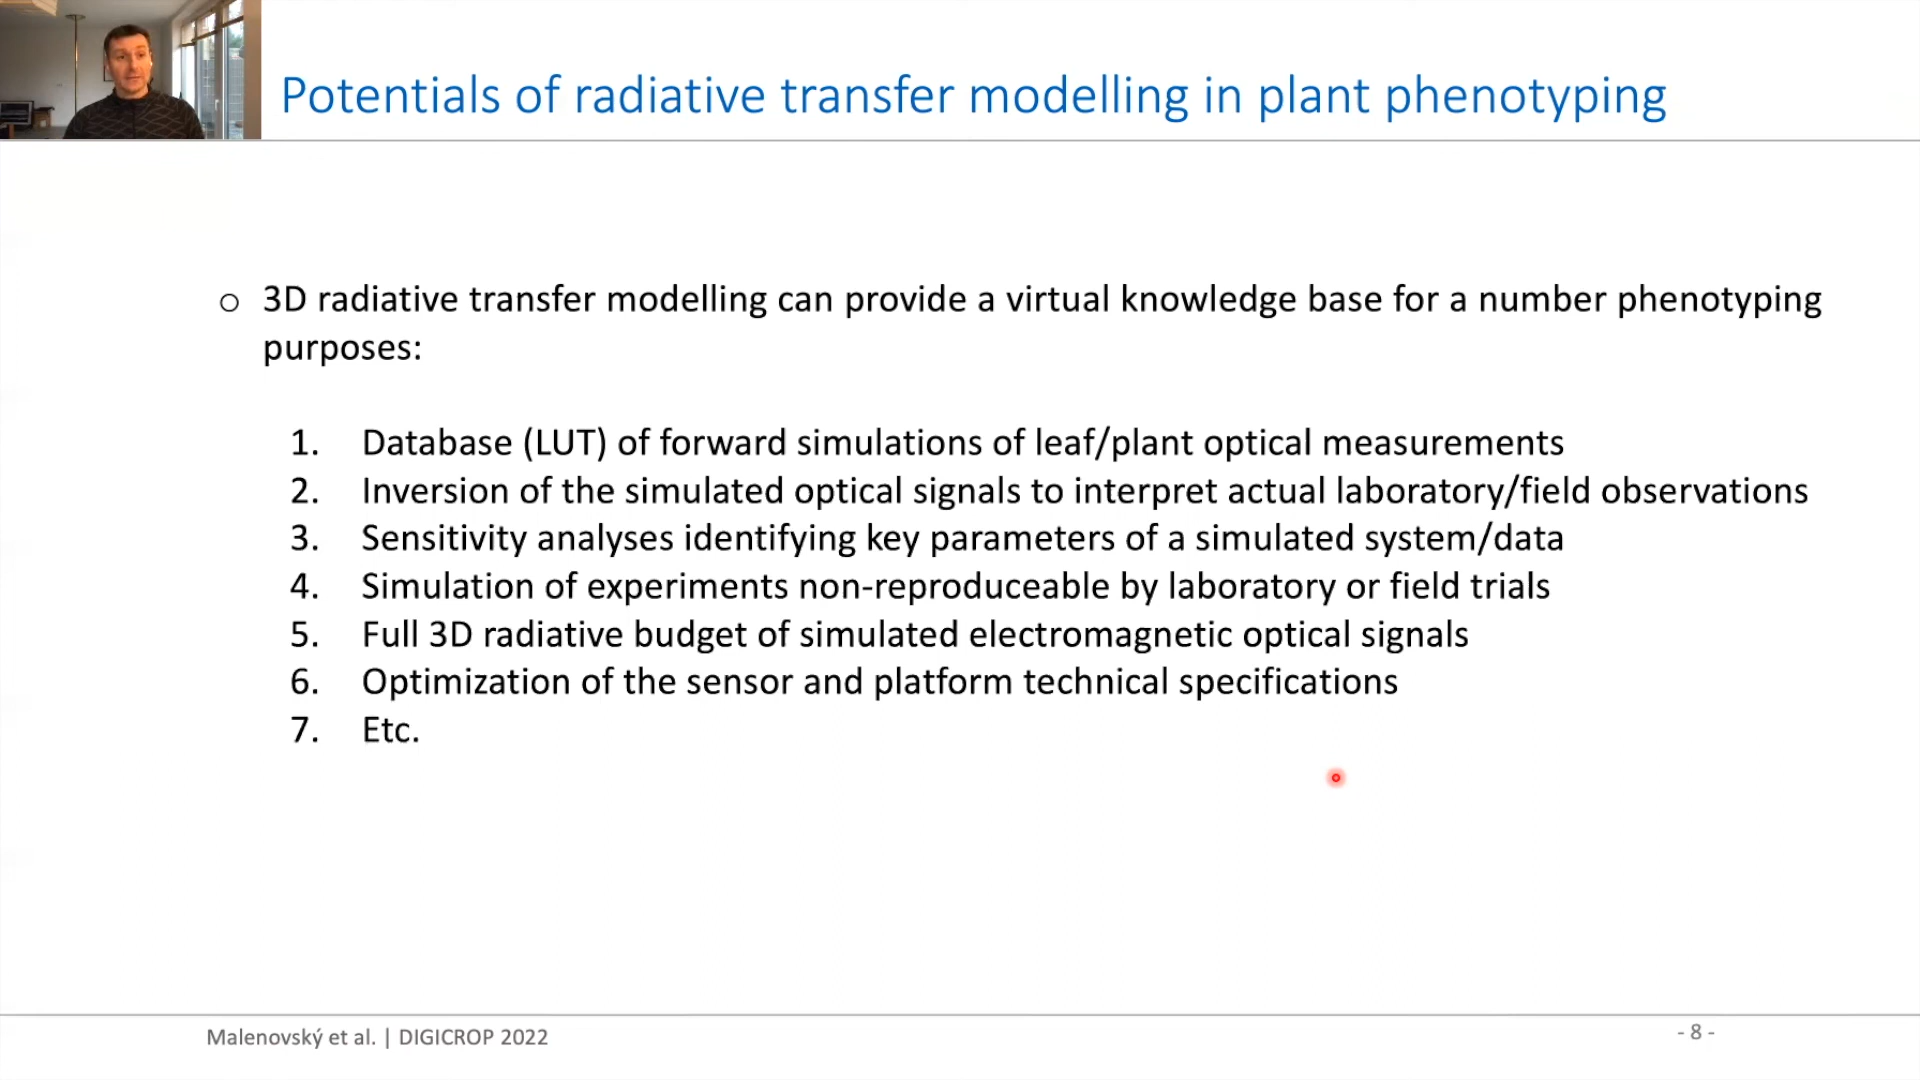 Potentials of radiative transfer modelling in plant phenotyping
○ 3D radiative transfer modelling can provide a virtual knowledge base for a number phenotyping
purposes:
1. Database (LUT) of forward simulations of leaf/plant optical measurements
2. Inversion of the simulated optical signals to interpret actual laboratory/field observations
3. Sensitivity analyses identifying key parameters of a simulated system/data
4. Simulation of experiments non-reproduceable by laboratory or field trials
5. Full 3D radiative budget of simulated electromagnetic optical signals
6. Optimization of the sensor and platform technical specifications
7. Etc.
Malenovský et al. | DIGICROP 2022
- 8 -